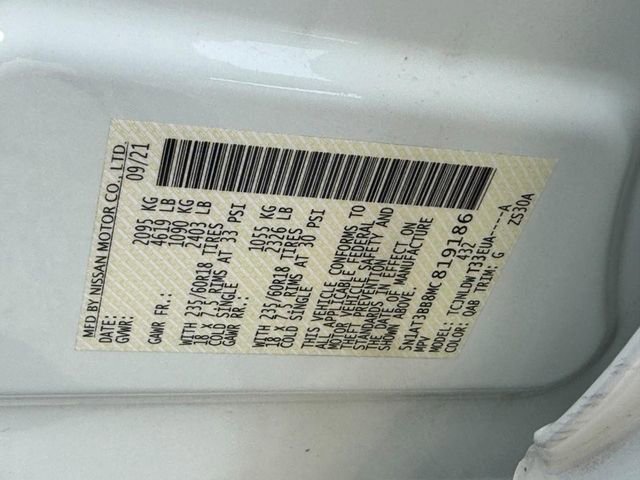 MFD BY NISSAN MOTOR CO., LTD
DATE: 09/21
GVWR: 2095 KG
4619 LB
GAWR FR.: 1090 KG
2403 LB
WITH 235/60R18 TIRES
18 X 7.5 RIMS AT 33 PSI
COLD SINGLE
GAWR RR.: 1055 KG
2326 LB
WITH 235/60R18 TIRES
18 X 7.5 RIMS AT 30 PSI
COLD SINGLE
THIS VEHICLE CONFORMS TO
ALL APPLICABLE FEDERAL
MOTOR VEHICLE SAFETY AND
THEFT PREVENTION
STANDARDS IN EFFECT ON
THE DATE OF MANUFACTURE
SHOWN ABOVE.
5N1AT3BB8MC819186
MPV 432
MODEL: TCJNLDW T33EUA----A
COLOR: QAB TRIM: G ZS30A